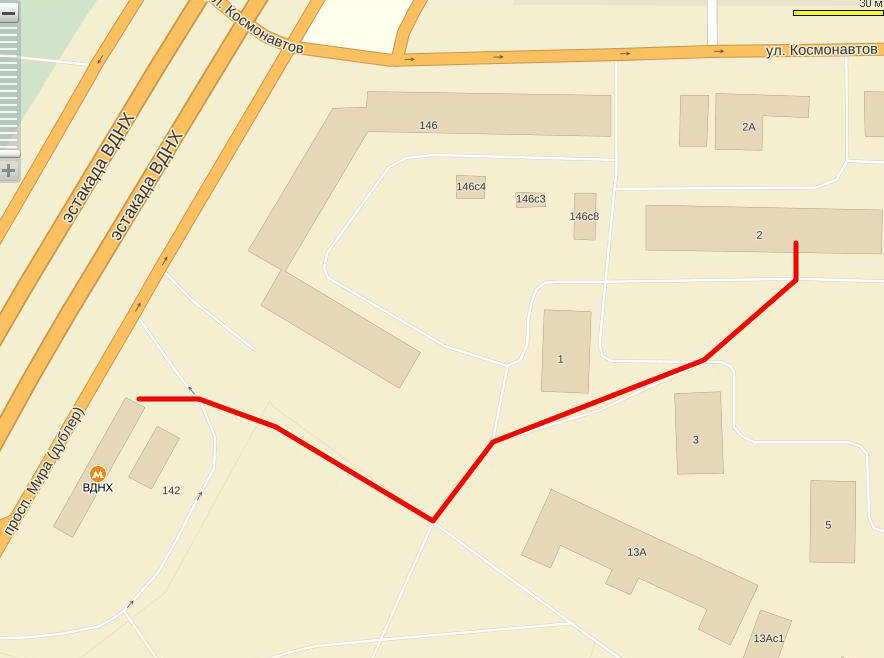 30 м
ул. Космонавтов
ул. Космонавтов
эстакада ВДНХ
эстакада ВДНХ
146
2А
146с4
146с3
146с8
2
1
3
просп. Мира (дублер)
ВДНХ
142
5
13А
13Ас1